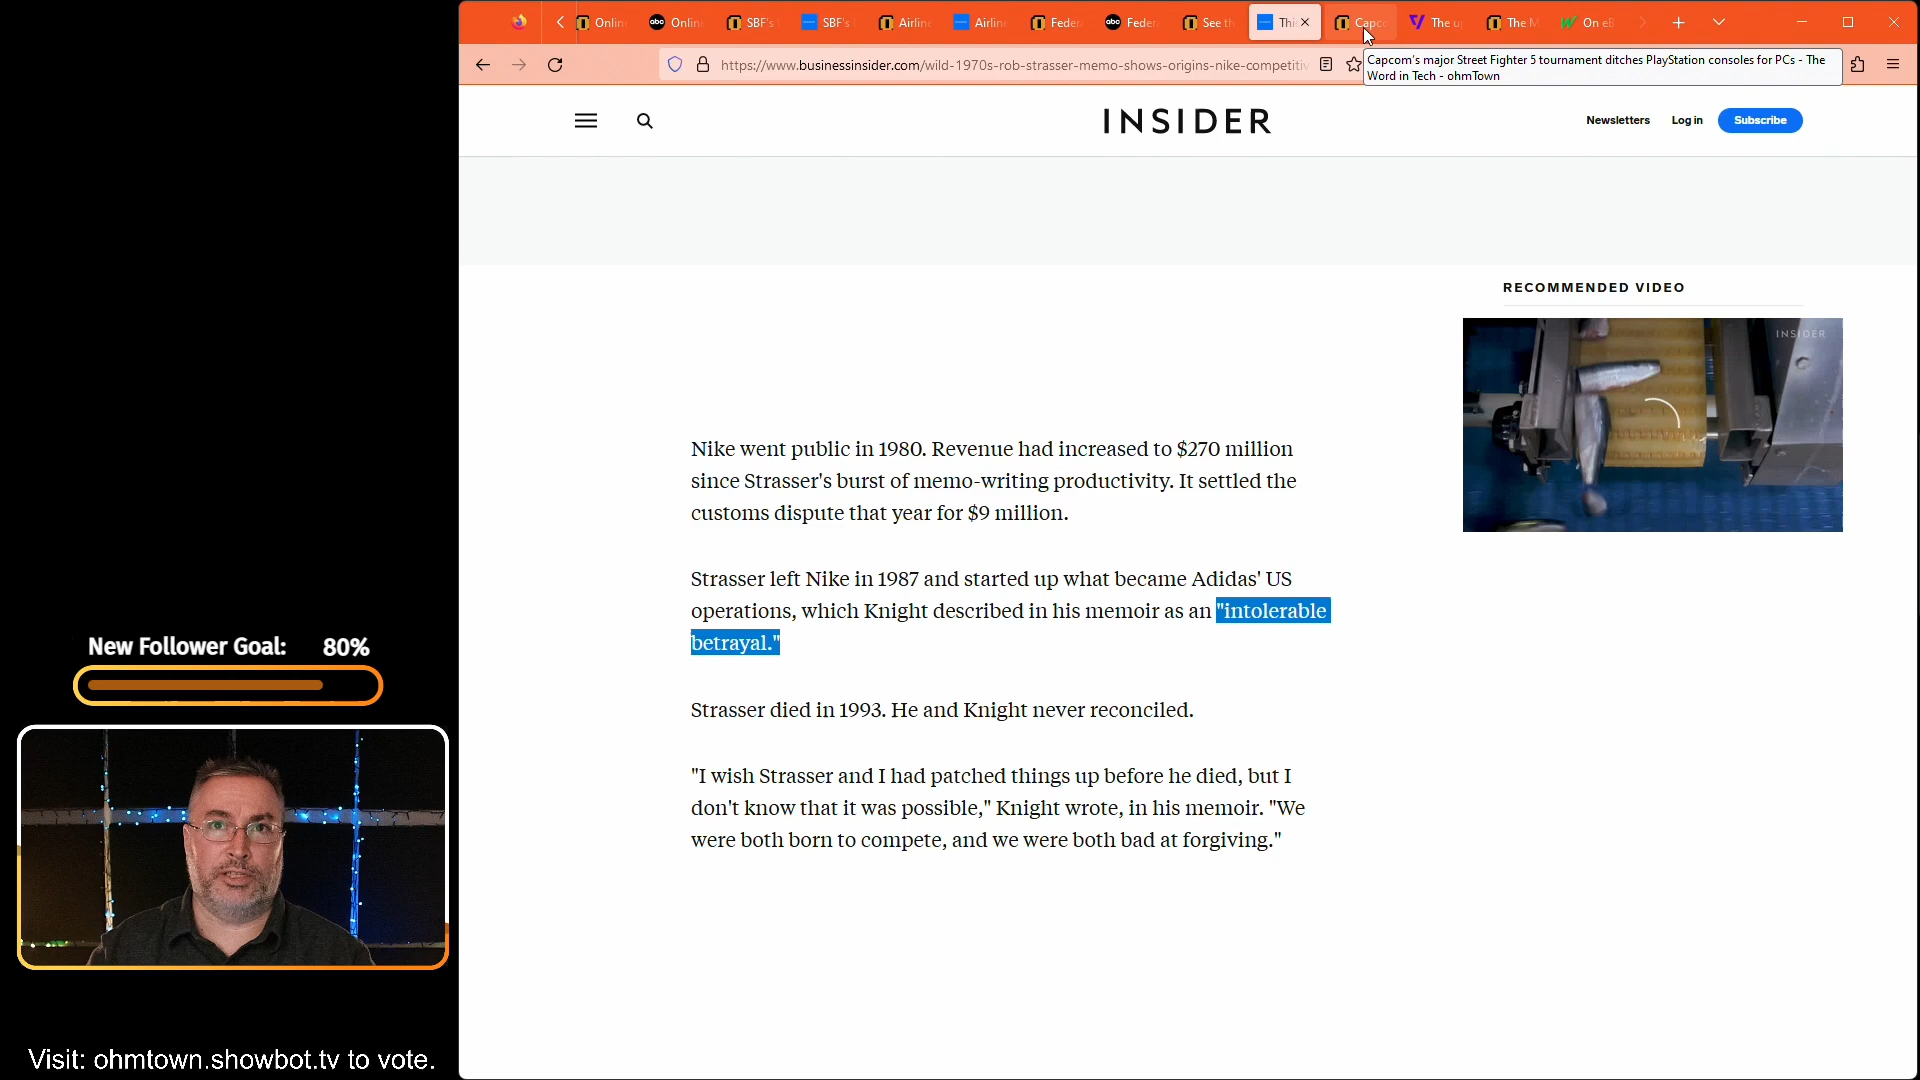 Online
Online
SBF's
SBF's
Airline
Airline
Feder
Feder
See th
Thi
Capco
The u
The M
On eB
https://www.businessinsider.com/wild-1970s-rob-strasser-memo-shows-origins-nike-competitiv
Capcom's major Street Fighter 5 tournament ditches PlayStation consoles for PCs - The
Word in Tech - ohmTown
INSIDER
Newsletters
Log in
Subscribe
RECOMMENDED VIDEO
INSIDER
Nike went public in 1980. Revenue had increased to $270 million
since Strasser's burst of memo-writing productivity. It settled the
customs dispute that year for $9 million.
Strasser left Nike in 1987 and started up what became Adidas' US
operations, which Knight described in his memoir as an "intolerable
betrayal."
Strasser died in 1993. He and Knight never reconciled.
"I wish Strasser and I had patched things up before he died, but I
don't know that it was possible," Knight wrote, in his memoir. "We
were both born to compete, and we were both bad at forgiving."
New Follower Goal: 80%
Visit: ohmtown.showbot.tv to vote.